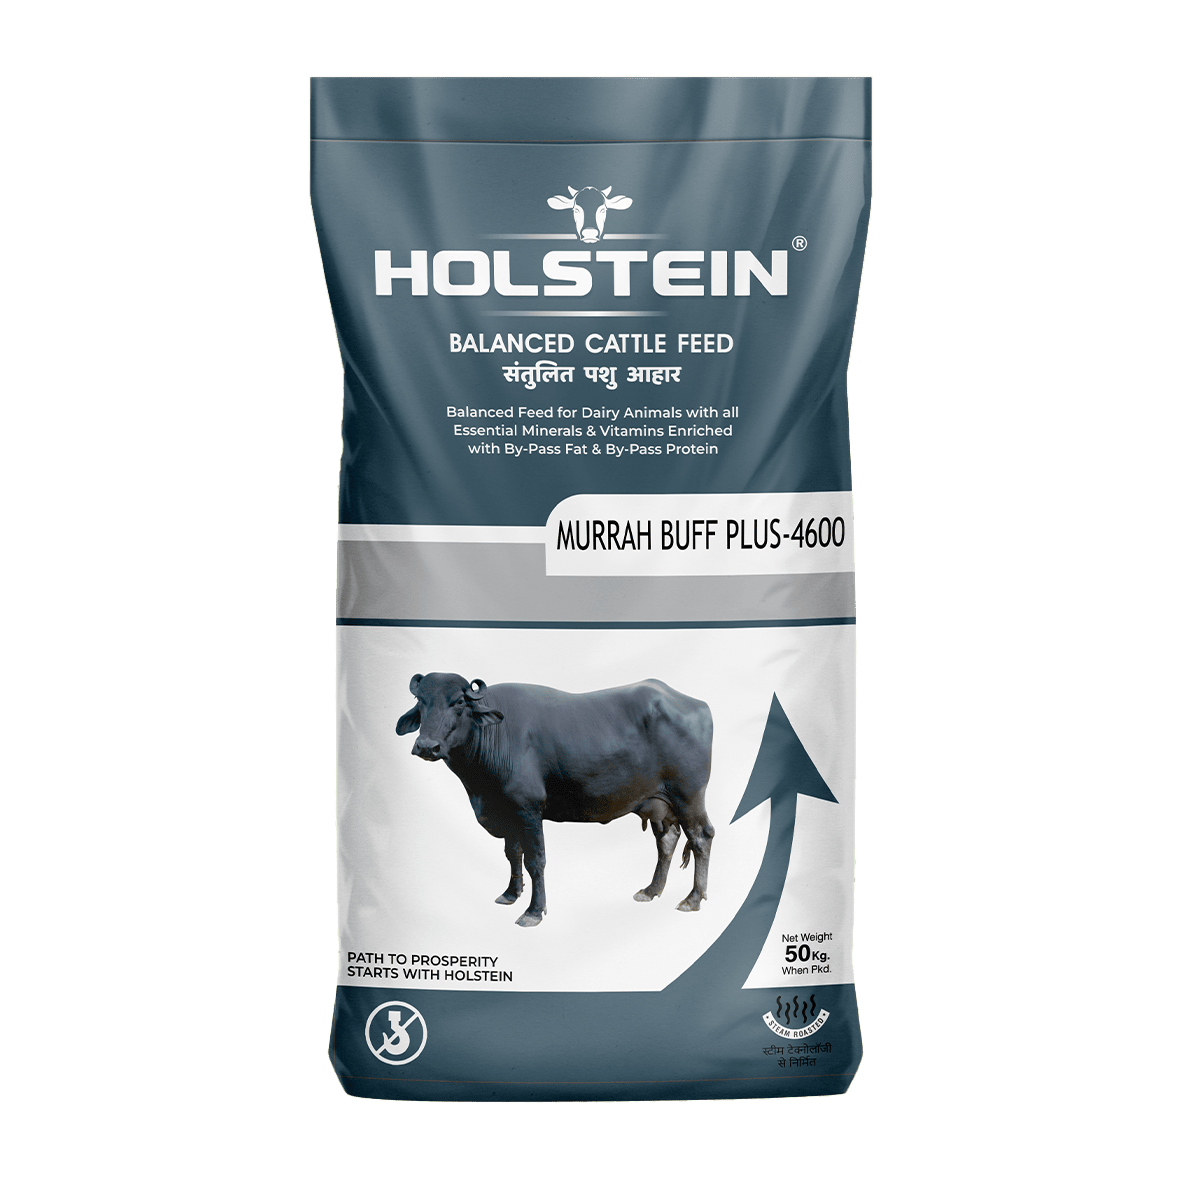 HOLSTEIN®
BALANCED CATTLE FEED
संतुलित पशु आहार
Balanced Feed for Dairy Animals with all
Essential Minerals & Vitamins Enriched
with By-Pass Fat & By-Pass Protein
MURRAH BUFF PLUS-4600
PATH TO PROSPERITY
STARTS WITH HOLSTEIN
Net Weight
50 Kg.
When Pkd.
STEAM ROASTED
स्टीम टेक्नोलॉजी
से निर्मित